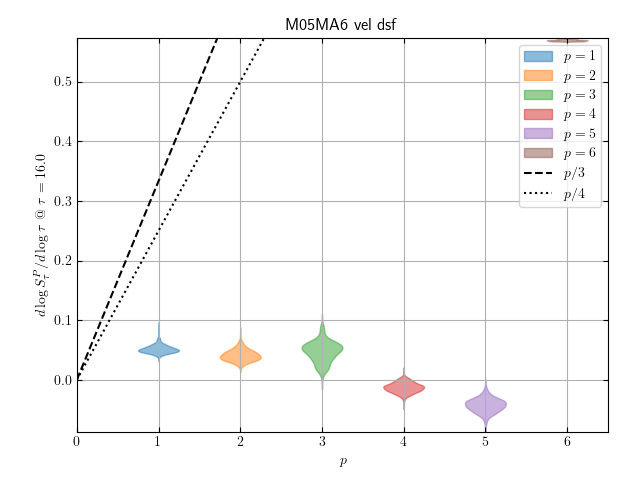 M05MA6 vel dsf
d log S_τ^P / d log τ @ τ = 16.0
0.5
0.4
0.3
0.2
0.1
0.0
0 1 2 3 4 5 6
p
p = 1
p = 2
p = 3
p = 4
p = 5
p = 6
p/3
p/4